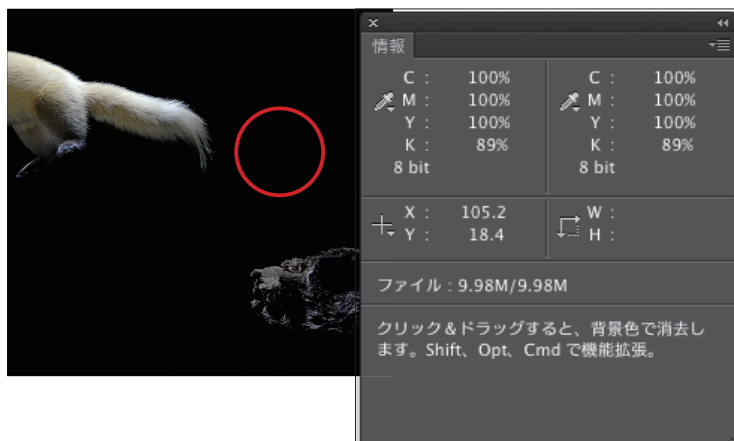 情報
C : 100%
M : 100%
Y : 100%
K : 89%
8 bit
C : 100%
M : 100%
Y : 100%
K : 89%
8 bit
X : 105.2
Y : 18.4
W :
H :
ファイル : 9.98M/9.98M
クリック＆ドラッグすると、背景色で消去し
ます。Shift、Opt、Cmd で機能拡張。